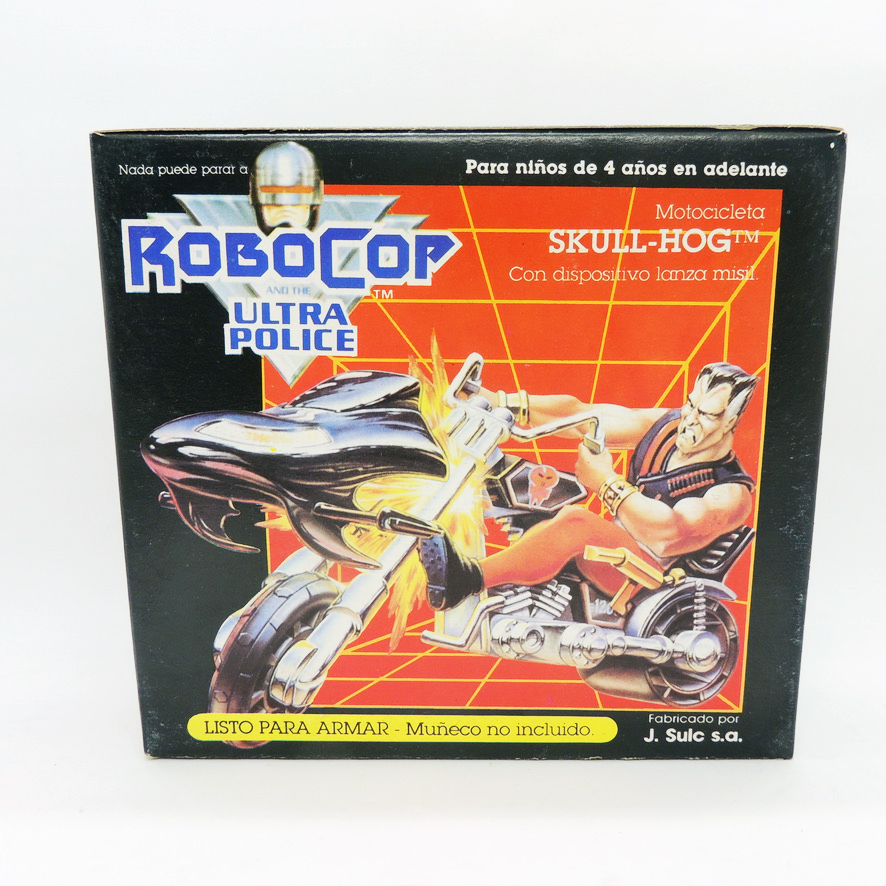 Nada puede parar a
Para niños de 4 años en adelante
ROBOCOP
AND THE
TM
ULTRA
POLICE
Motocicleta
SKULL-HOG™
Con dispositivo lanza misil.
LISTO PARA ARMAR - Muñeco no incluido.
Fabricado por
J. Sulc s.a.